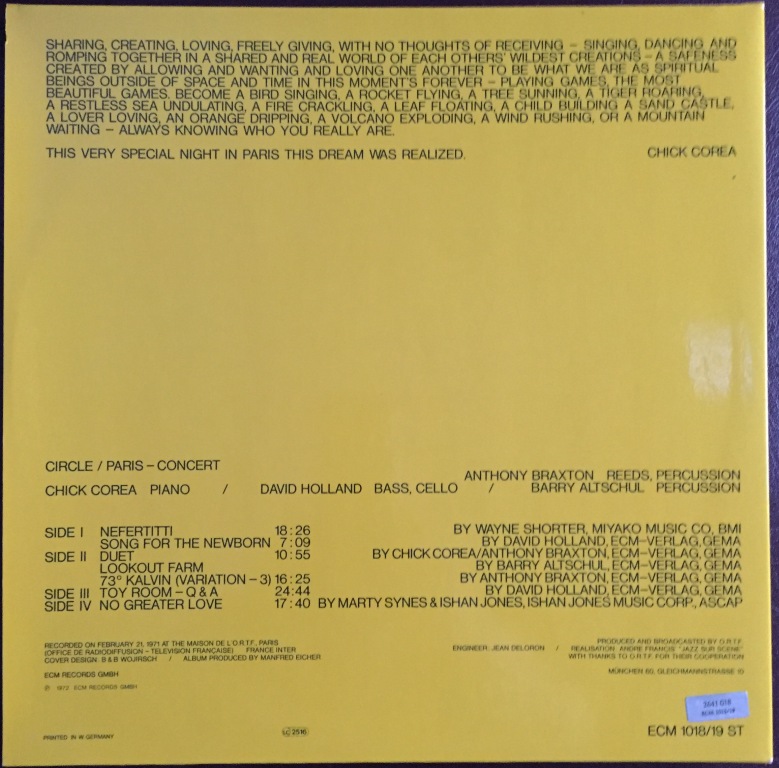 SHARING, CREATING, LOVING, FREELY GIVING, WITH NO THOUGHTS OF RECEIVING – SINGING, DANCING AND
ROMPING TOGETHER IN A SHARED AND REAL WORLD OF EACH OTHERS' WILDEST CREATIONS – A SAFENESS
CREATED BY ALLOWING AND WANTING AND LOVING ONE ANOTHER TO BE WHAT WE ARE AS SPIRITUAL
BEINGS OUTSIDE OF SPACE AND TIME IN THIS MOMENT'S FOREVER – PLAYING GAMES, THE MOST
BEAUTIFUL GAMES. BECOME A BIRD SINGING, A ROCKET FLYING, A TREE SUNNING, A TIGER ROARING,
A RESTLESS SEA UNDULATING, A FIRE CRACKLING, A LEAF FLOATING, A CHILD BUILDING A SAND CASTLE,
A LOVER LOVING, AN ORANGE DRIPPING, A VOLCANO EXPLODING, A WIND RUSHING, OR A MOUNTAIN
WAITING – ALWAYS KNOWING WHO YOU REALLY ARE.
THIS VERY SPECIAL NIGHT IN PARIS THIS DREAM WAS REALIZED. CHICK COREA
CIRCLE / PARIS – CONCERT
ANTHONY BRAXTON REEDS, PERCUSSION
CHICK COREA PIANO / DAVID HOLLAND BASS, CELLO / BARRY ALTSCHUL PERCUSSION
SIDE I NEFERTITTI 18:26 BY WAYNE SHORTER, MIYAKO MUSIC CO, BMI
SONG FOR THE NEWBORN 7:09 BY DAVID HOLLAND, ECM–VERLAG, GEMA
SIDE II DUET 10:55 BY CHICK COREA/ANTHONY BRAXTON, ECM–VERLAG, GEMA
LOOKOUT FARM BY BARRY ALTSCHUL, ECM–VERLAG, GEMA
73° KALVIN (VARIATION – 3) 16:25 BY ANTHONY BRAXTON, ECM–VERLAG, GEMA
SIDE III TOY ROOM – Q & A 24:44 BY DAVID HOLLAND, ECM–VERLAG, GEMA
SIDE IV NO GREATER LOVE 17:40 BY MARTY SYNES & ISHAN JONES, ISHAN JONES MUSIC CORP., ASCAP
RECORDED ON FEBRUARY 21, 1971 AT THE MAISON DE L'O.R.T.F., PARIS
(OFFICE DE RADIODIFFUSION – TELEVISION FRANÇAISE) FRANCE INTER
COVER DESIGN: B & B WOJIRSCH / ALBUM PRODUCED BY MANFRED EICHER
PRODUCED AND BROADCASTED BY O.R.T.F.
ENGINEER: JEAN DELORON / REALISATION ANDRE FRANCIS "JAZZ SUR SCENE"
WITH THANKS TO O.R.T.F. FOR THEIR COOPERATION
ECM RECORDS GMBH
MÜNCHEN 60, GLEICHMANNSTRASSE 10
℗ 1972 ECM RECORDS GMBH
2641 018
PRINTED IN W. GERMANY
LC 2516
ECM 1018/19 ST